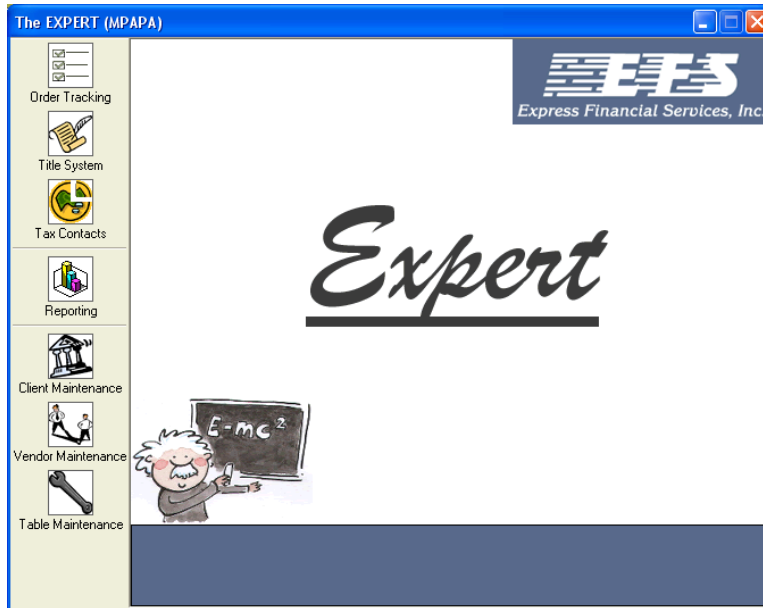 The EXPERT (MPAPA)
Order Tracking
Title System
Tax Contacts
Reporting
Client Maintenance
Vendor Maintenance
Table Maintenance
EFS
Express Financial Services, Inc.
Expert
E-mc²